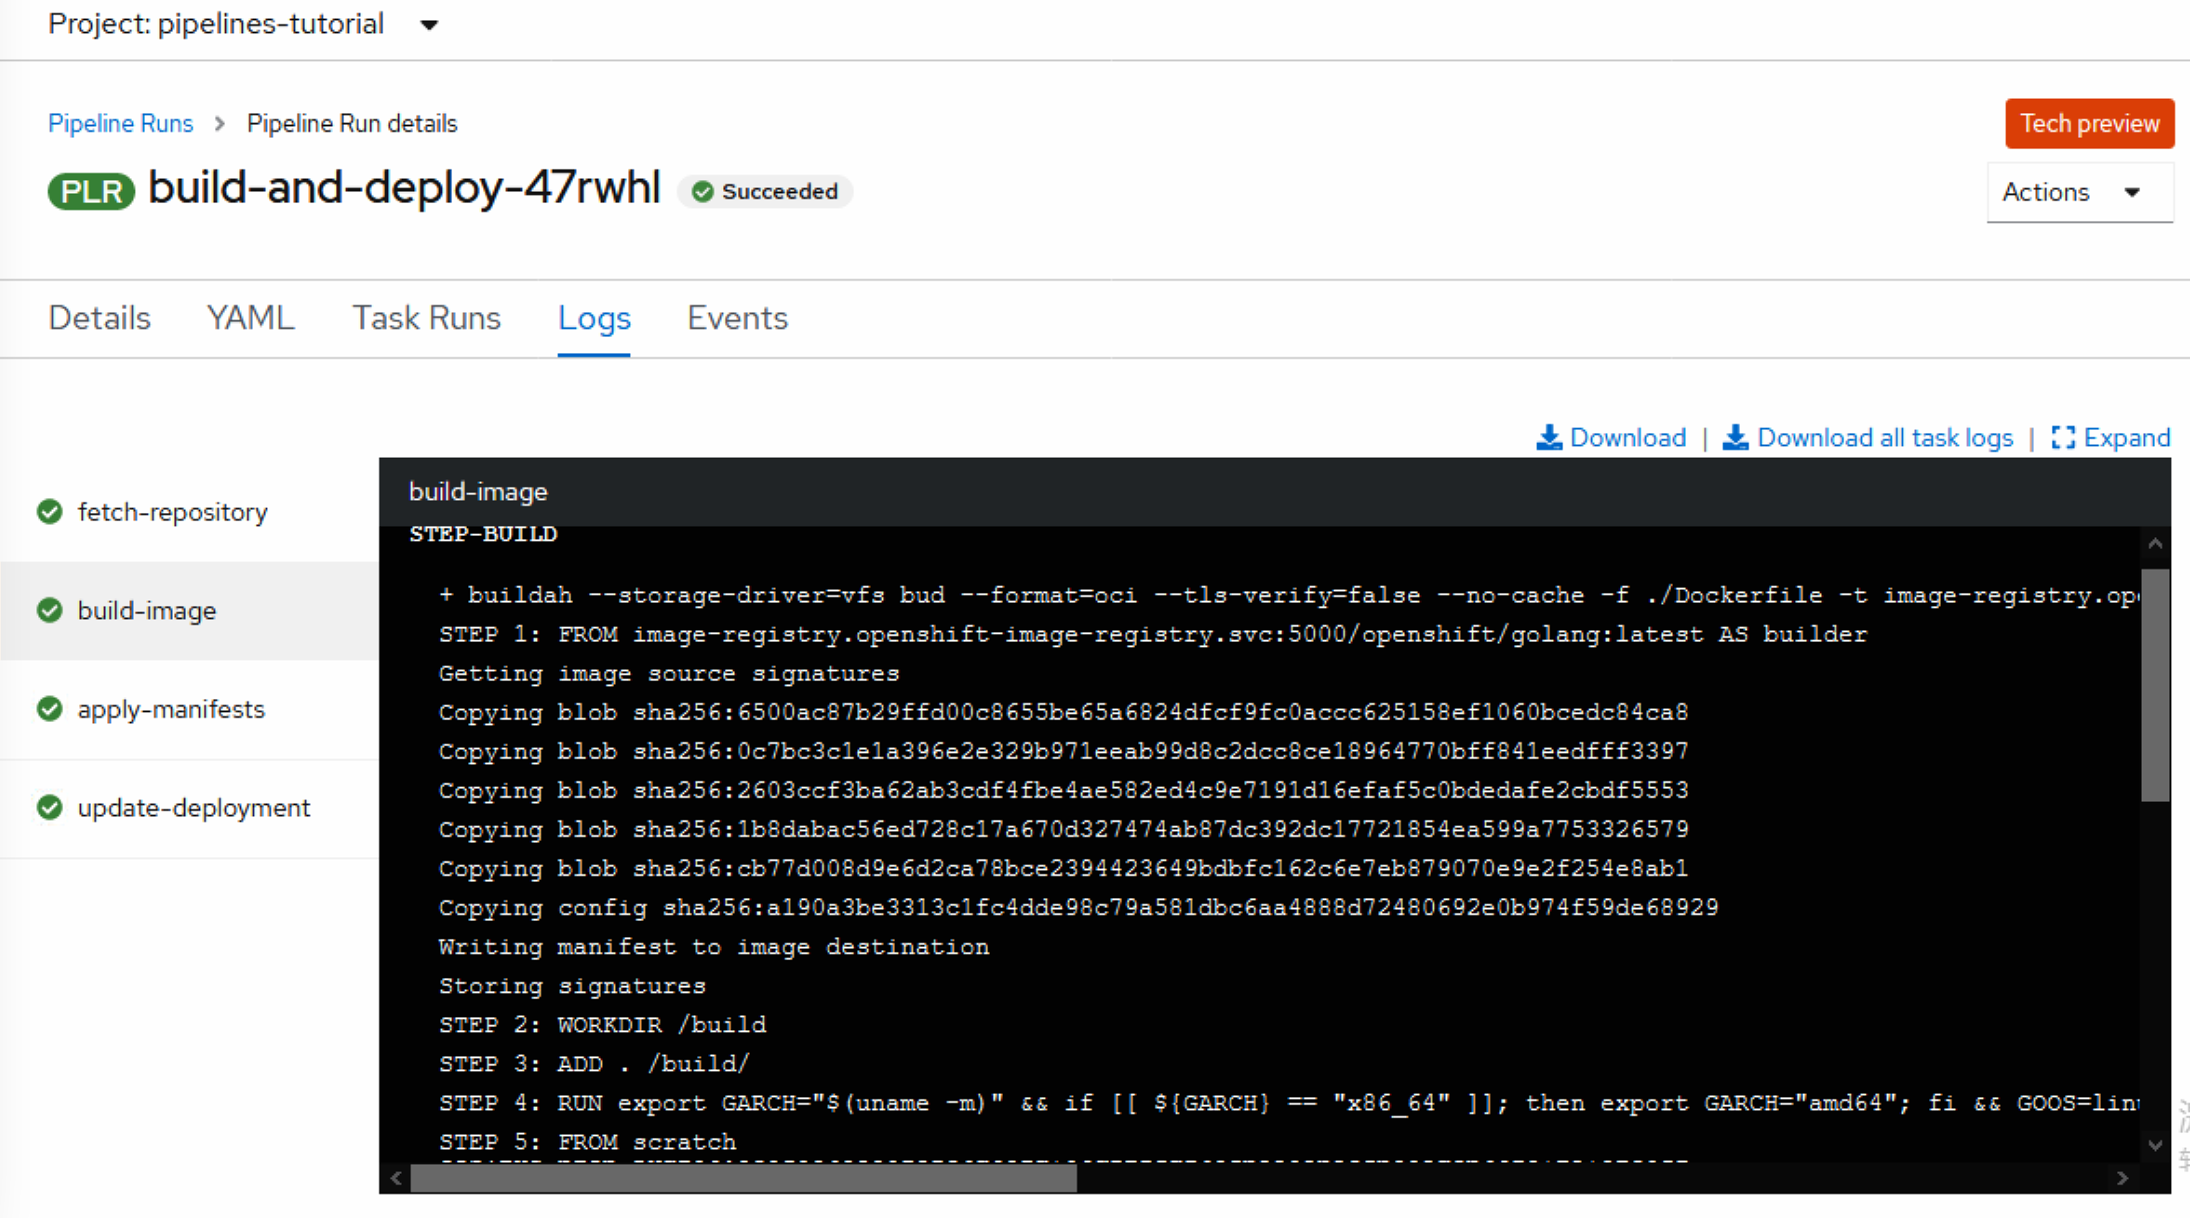 Project: pipelines-tutorial
Pipeline Runs > Pipeline Run details
Tech preview
PLR build-and-deploy-47rwhl Succeeded
Actions
Details YAML Task Runs Logs Events
Download | Download all task logs | Expand
fetch-repository
build-image
apply-manifests
update-deployment
build-image
STEP-BUILD
+ buildah --storage-driver=vfs bud --format=oci --tls-verify=false --no-cache -f ./Dockerfile -t image-registry.ope
STEP 1: FROM image-registry.openshift-image-registry.svc:5000/openshift/golang:latest AS builder
Getting image source signatures
Copying blob sha256:6500ac87b29ffd00c8655be65a6824dfcf9fc0accc625158ef1060bcedc84ca8
Copying blob sha256:0c7bc3c1e1a396e2e329b971eeab99d8c2dcc8ce18964770bff841eedfff3397
Copying blob sha256:2603ccf3ba62ab3cdf4fbe4ae582ed4c9e7191d16efaf5c0bdedafe2cbdf5553
Copying blob sha256:1b8dabac56ed728c17a670d327474ab87dc392dc17721854ea599a7753326579
Copying blob sha256:cb77d008d9e6d2ca78bce2394423649bdbfc162c6e7eb879070e9e2f254e8ab1
Copying config sha256:a190a3be3313c1fc4dde98c79a581dbc6aa4888d72480692e0b974f59de68929
Writing manifest to image destination
Storing signatures
STEP 2: WORKDIR /build
STEP 3: ADD . /build/
STEP 4: RUN export GARCH="$(uname -m)" && if [[ ${GARCH} == "x86_64" ]]; then export GARCH="amd64"; fi && GOOS=lin
STEP 5: FROM scratch